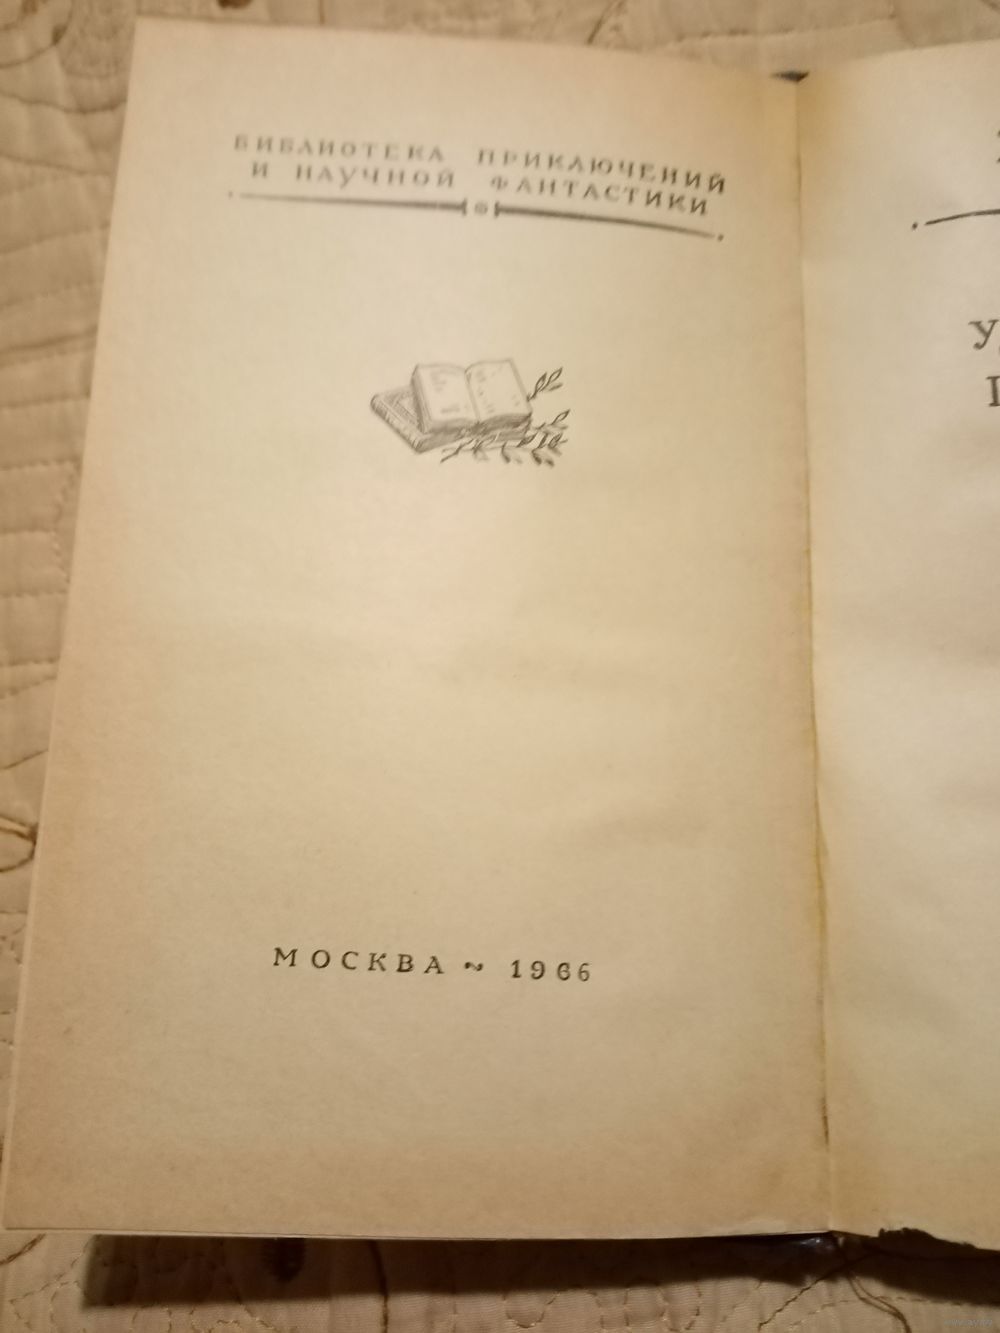 БИБЛИОТЕКА ПРИКЛЮЧЕНИЙ
И НАУЧНОЙ ФАНТАСТИКИ
МОСКВА ~ 1966